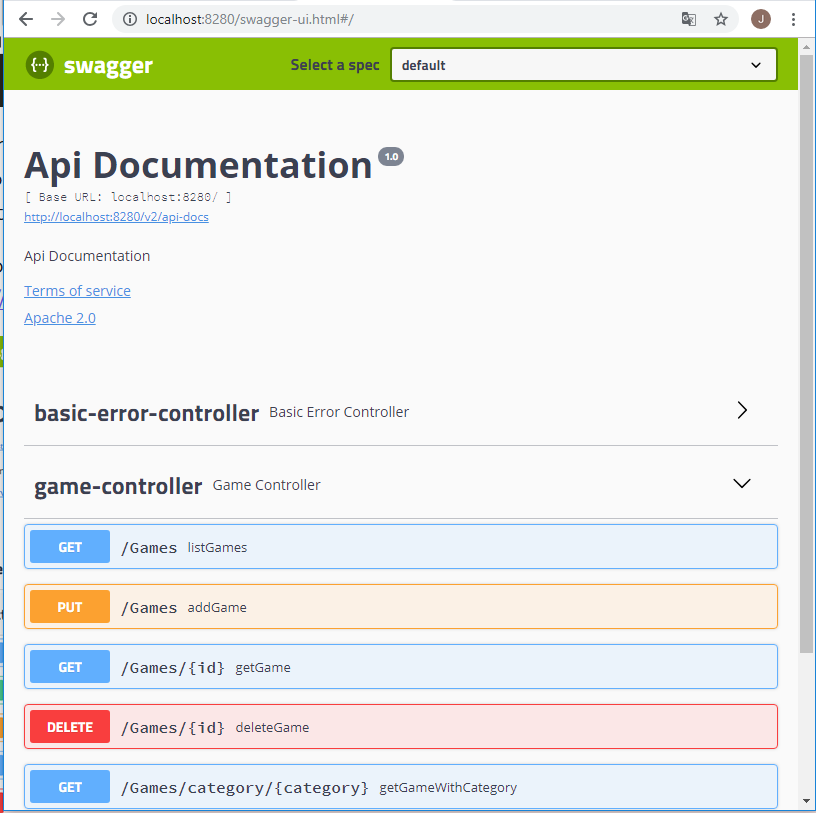 localhost:8280/swagger-ui.html#/
J
{···} swagger Select a spec default
Api Documentation 1.0
[ Base URL: localhost:8280/ ]
http://localhost:8280/v2/api-docs
Api Documentation
Terms of service
Apache 2.0
basic-error-controller Basic Error Controller
game-controller Game Controller
GET /Games listGames
PUT /Games addGame
GET /Games/{id} getGame
DELETE /Games/{id} deleteGame
GET /Games/category/{category} getGameWithCategory